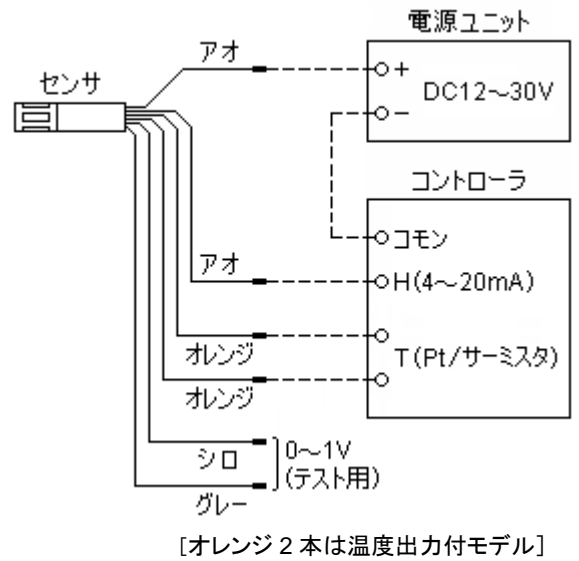 電源ユニット
アオ
+
DC12～30V
センサ
−
コントローラ
コモン
アオ
H(4～20mA)
オレンジ
T(Pt/サーミスタ)
オレンジ
シロ
0～1V
(テスト用)
グレー
[オレンジ 2 本は温度出力付モデル]